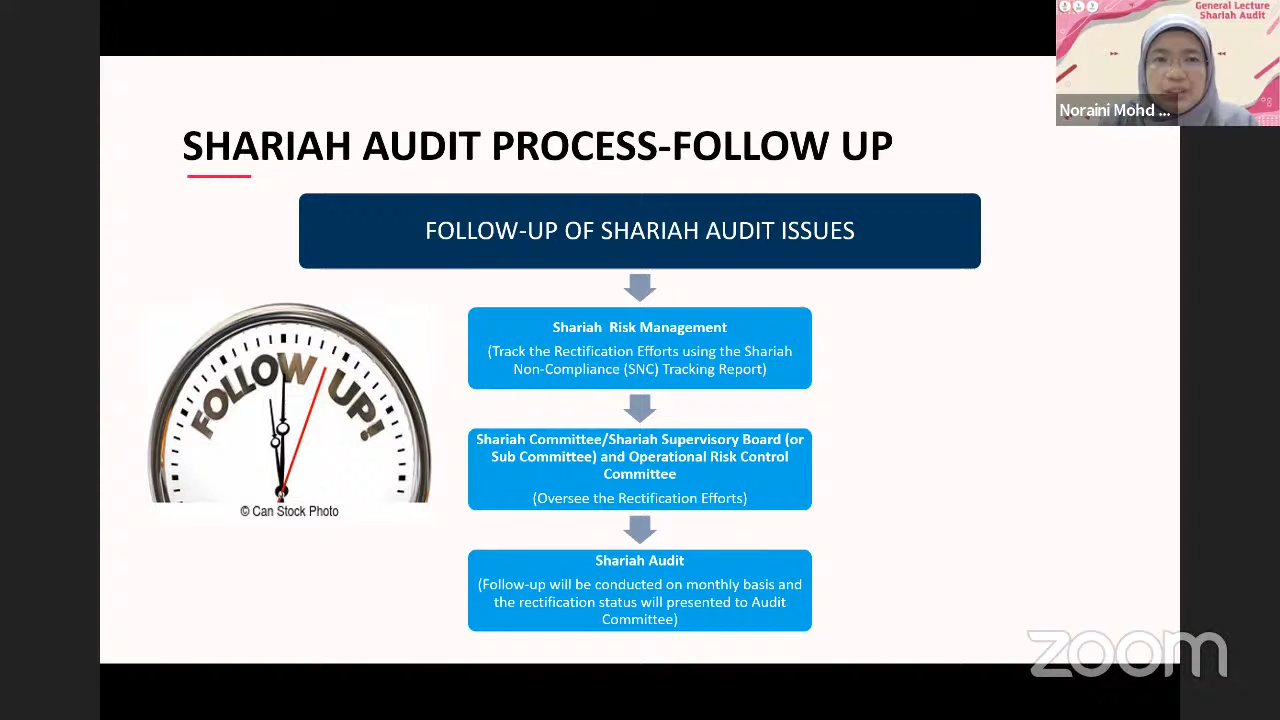 General Lecture
Shariah Audit
Noraini Mohd ...
SHARIAH AUDIT PROCESS-FOLLOW UP
FOLLOW-UP OF SHARIAH AUDIT ISSUES
Shariah Risk Management
(Track the Rectification Efforts using the Shariah
Non-Compliance (SNC) Tracking Report)
Shariah Committee/Shariah Supervisory Board (or
Sub Committee) and Operational Risk Control
Committee
(Oversee the Rectification Efforts)
Shariah Audit
(Follow-up will be conducted on monthly basis and
the rectification status will presented to Audit
Committee)
FOLLOW UP!
© Can Stock Photo
zoom